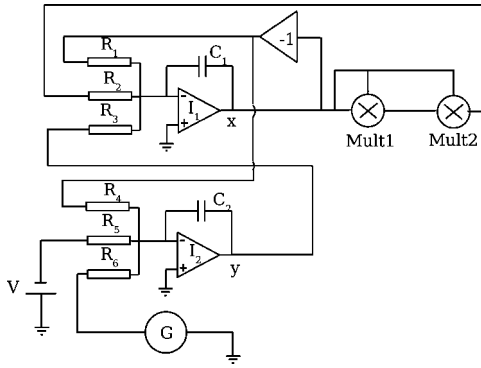 R1
R2
R3
C1
-1
-
I1
+
x
Mult1
Mult2
R4
R5
R6
C2
-
I2
+
y
V
G